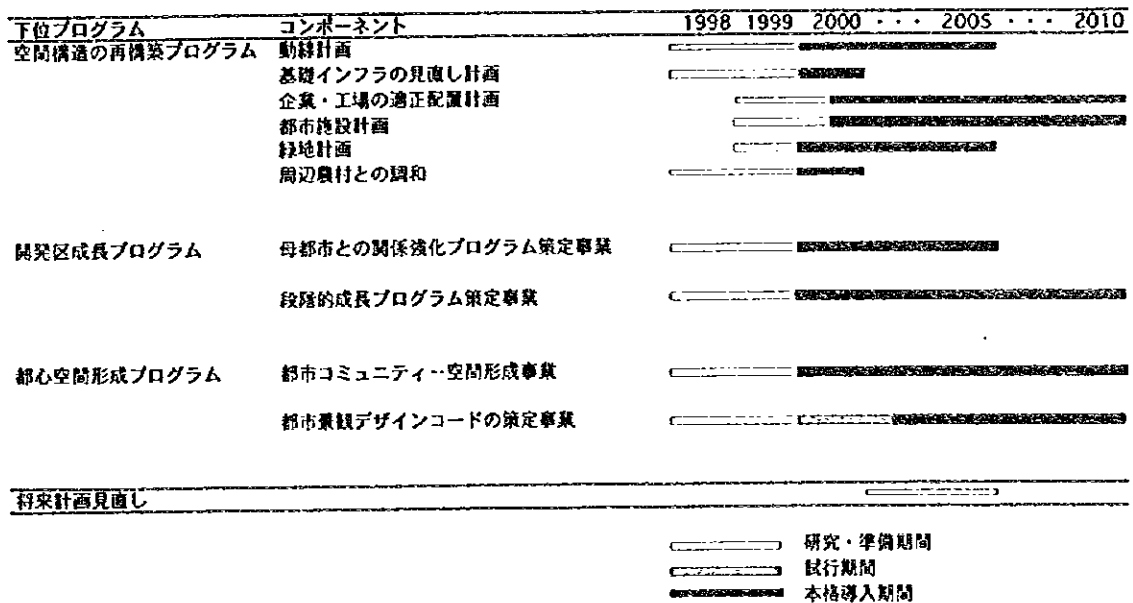 下位プログラム コンポーネント 1998 1999 2000 ・・・ 2005 ・・・ 2010
空間構造の再構築プログラム 動線計画
基礎インフラの見直し計画
企業・工場の適正配置計画
都市施設計画
緑地計画
周辺農村との調和
開発区成長プログラム 母都市との関係強化プログラム策定事業
段階的成長プログラム策定事業
都心空間形成プログラム 都市コミュニティー空間形成事業
都市景観デザインコードの策定事業
将来計画見直し
研究・準備期間
試行期間
本格導入期間